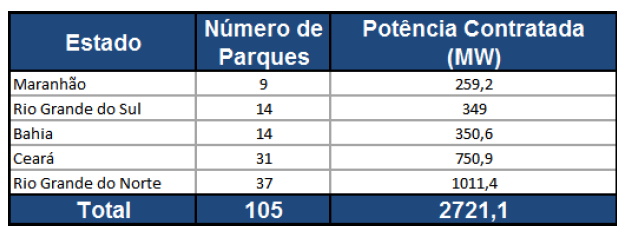 Estado Número de Parques Potência Contratada (MW)
Maranhão 9 259,2
Rio Grande do Sul 14 349
Bahia 14 350,6
Ceará 31 750,9
Rio Grande do Norte 37 1011,4
Total 105 2721,1